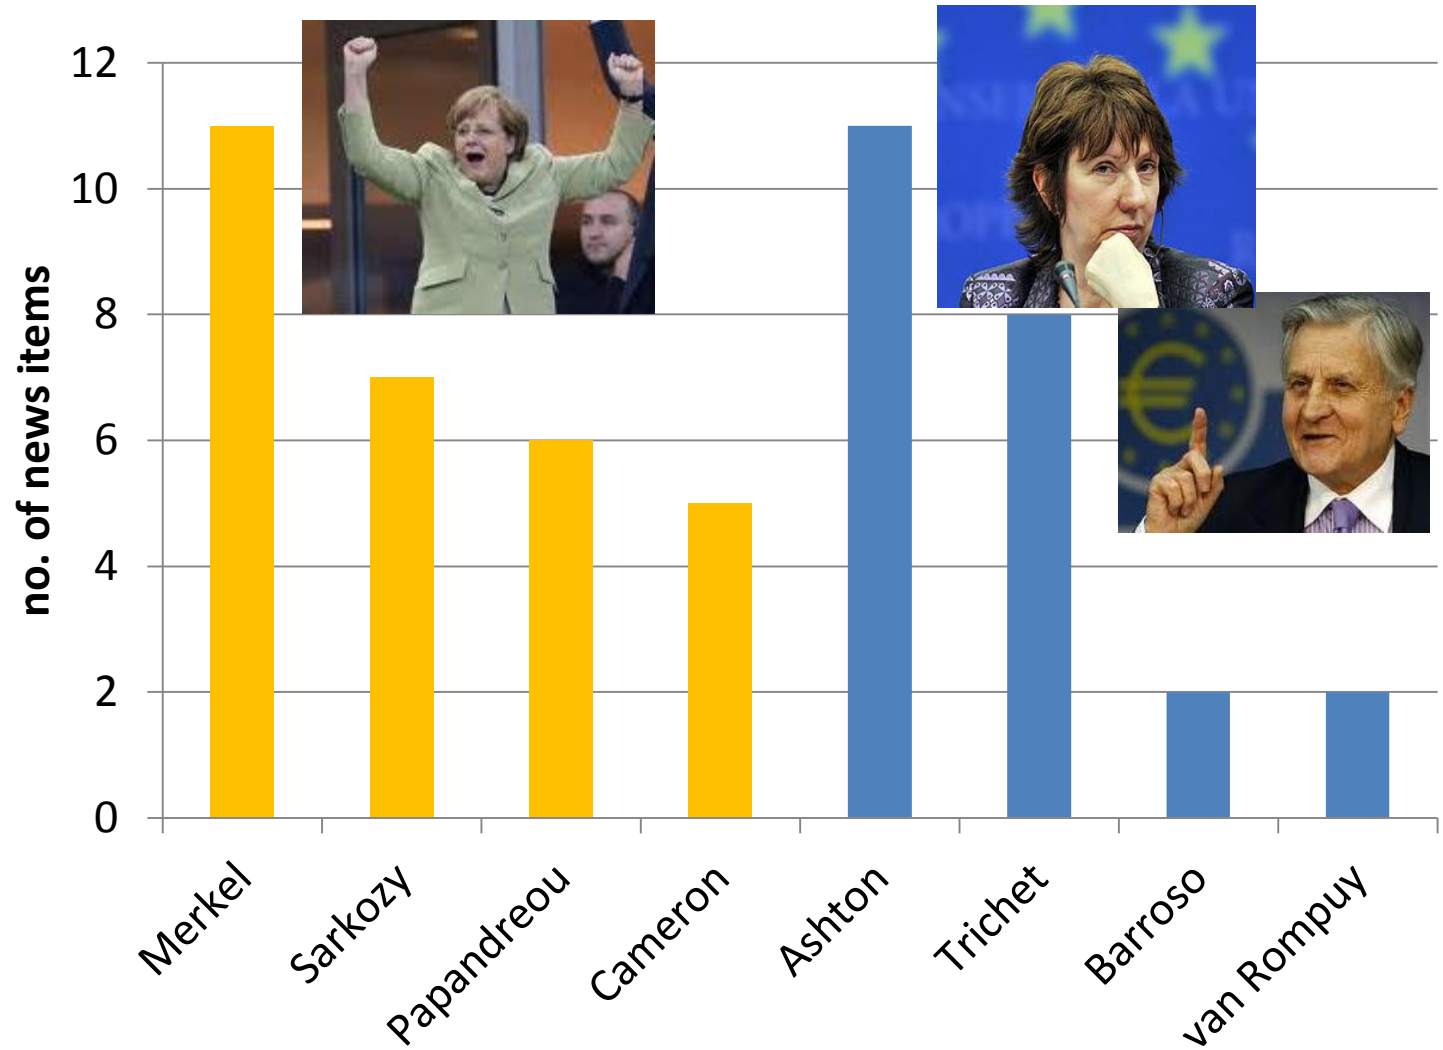 12
10
8
6
4
2
0
no. of news items
Merkel
Sarkozy
Papandreou
Cameron
Ashton
Trichet
Barroso
van Rompuy
€